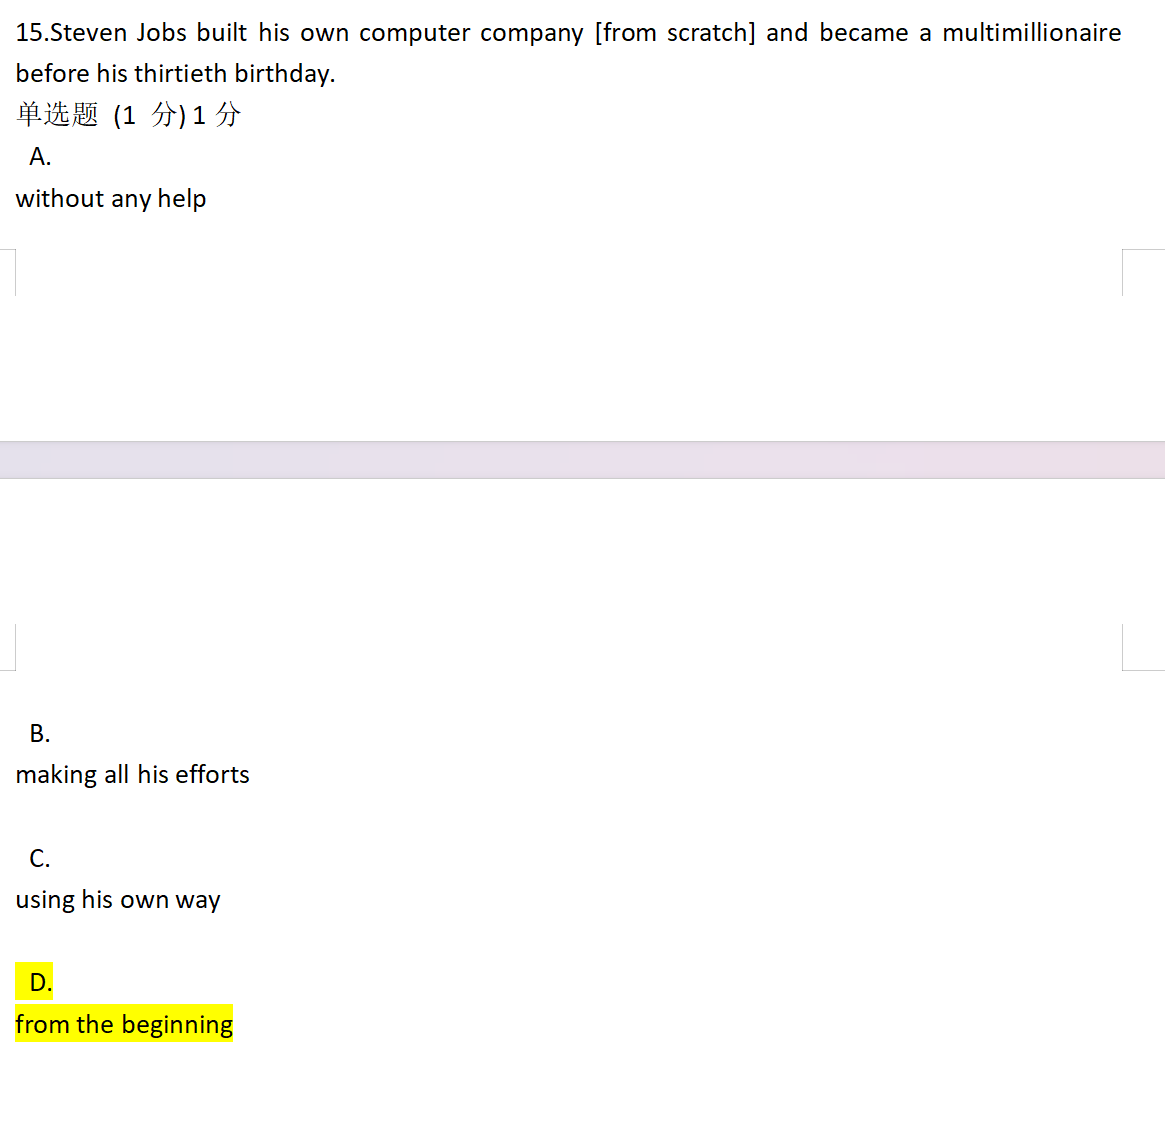 15.Steven Jobs built his own computer company [from scratch] and became a multimillionaire
before his thirtieth birthday.
单选题 (1 分) 1 分
A.
without any help
B.
making all his efforts
C.
using his own way
D.
from the beginning